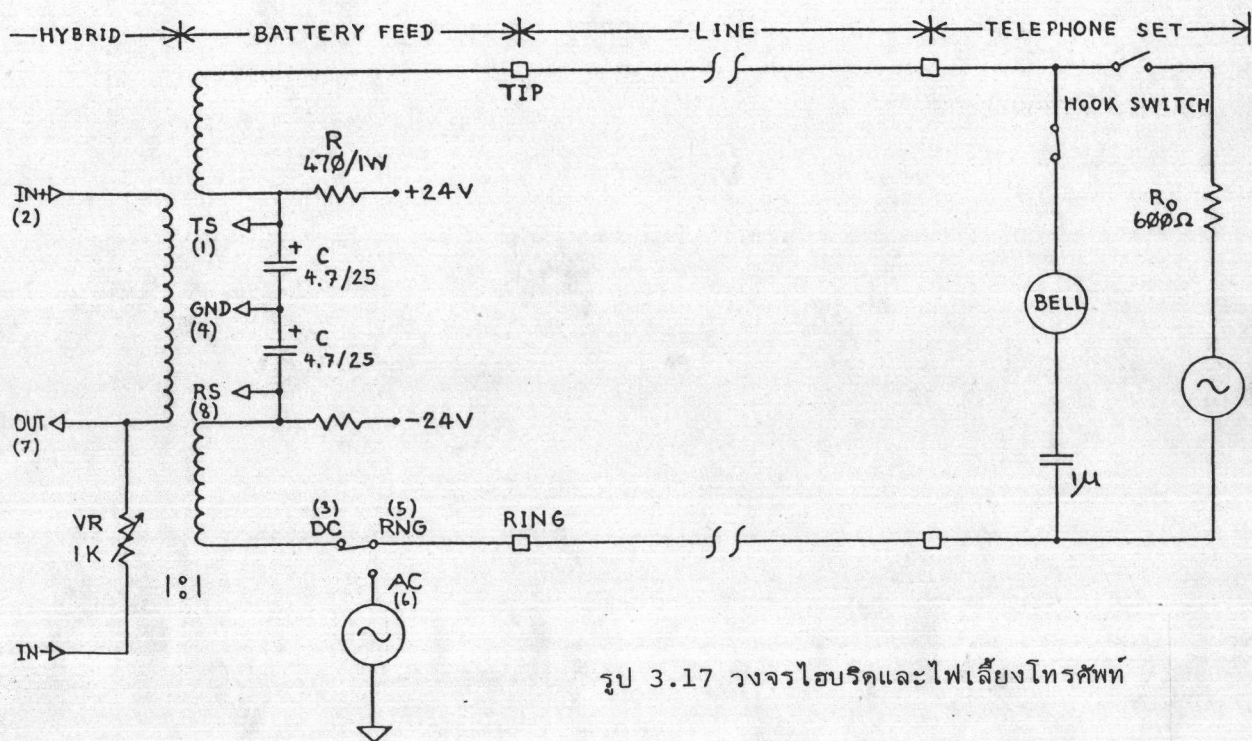 HYBRID
BATTERY FEED
LINE
TELEPHONE SET
TIP
HOOK SWITCH
R
47Ø/1W
+24V
IN+
(2)
TS
(1)
+ C
4.7/25
R₀
6ØØΩ
GND
(4)
BELL
+ C
4.7/25
RS
(8)
OUT
(7)
-24V
1μ
VR
1K
(3)
DC
(5)
RNG
RING
1:1
AC
(6)
IN-
รูป 3.17 วงจรไฮบริดและไฟเลี้ยงโทรศัพท์